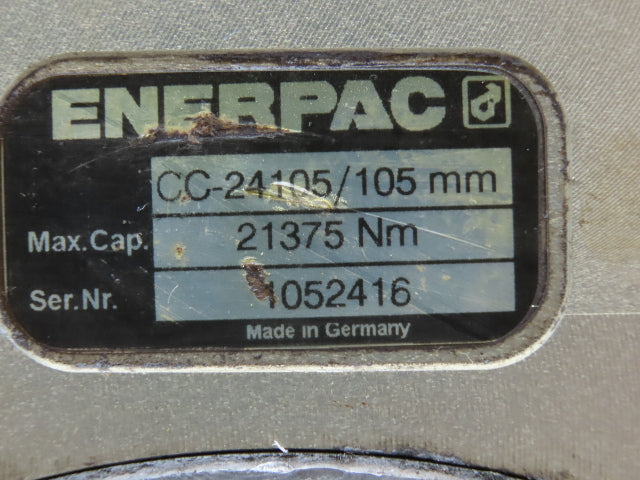 ENERPAC
CC-24105/105 mm
Max.Cap. 21375 Nm
Ser.Nr. 1052416
Made in Germany